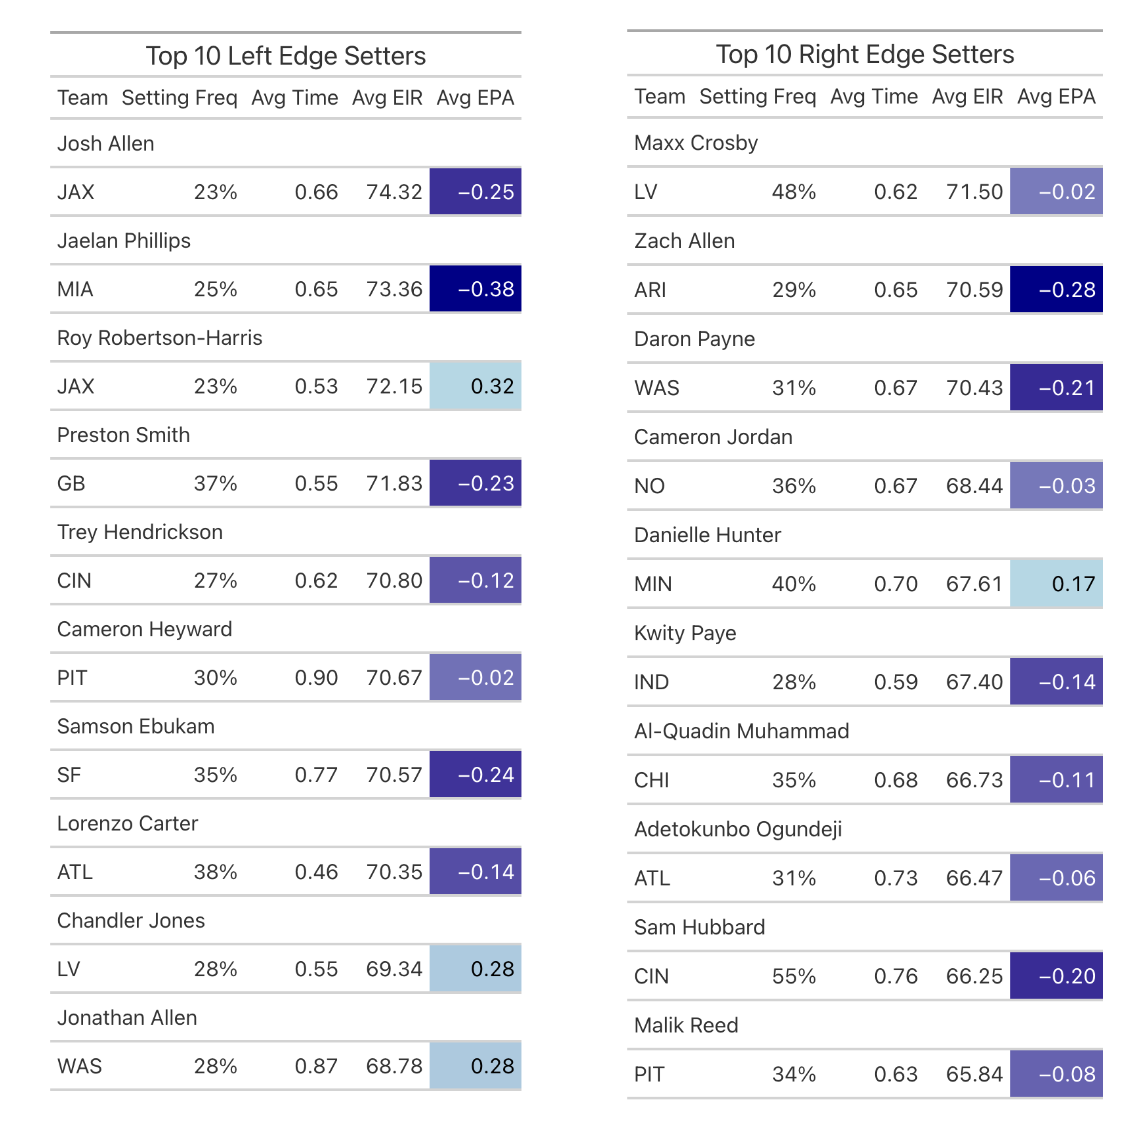 Top 10 Left Edge Setters
Team Setting Freq Avg Time Avg EIR Avg EPA
Josh Allen
JAX 23% 0.66 74.32 −0.25
Jaelan Phillips
MIA 25% 0.65 73.36 −0.38
Roy Robertson-Harris
JAX 23% 0.53 72.15 0.32
Preston Smith
GB 37% 0.55 71.83 −0.23
Trey Hendrickson
CIN 27% 0.62 70.80 −0.12
Cameron Heyward
PIT 30% 0.90 70.67 −0.02
Samson Ebukam
SF 35% 0.77 70.57 −0.24
Lorenzo Carter
ATL 38% 0.46 70.35 −0.14
Chandler Jones
LV 28% 0.55 69.34 0.28
Jonathan Allen
WAS 28% 0.87 68.78 0.28
Top 10 Right Edge Setters
Team Setting Freq Avg Time Avg EIR Avg EPA
Maxx Crosby
LV 48% 0.62 71.50 −0.02
Zach Allen
ARI 29% 0.65 70.59 −0.28
Daron Payne
WAS 31% 0.67 70.43 −0.21
Cameron Jordan
NO 36% 0.67 68.44 −0.03
Danielle Hunter
MIN 40% 0.70 67.61 0.17
Kwity Paye
IND 28% 0.59 67.40 −0.14
Al-Quadin Muhammad
CHI 35% 0.68 66.73 −0.11
Adetokunbo Ogundeji
ATL 31% 0.73 66.47 −0.06
Sam Hubbard
CIN 55% 0.76 66.25 −0.20
Malik Reed
PIT 34% 0.63 65.84 −0.08